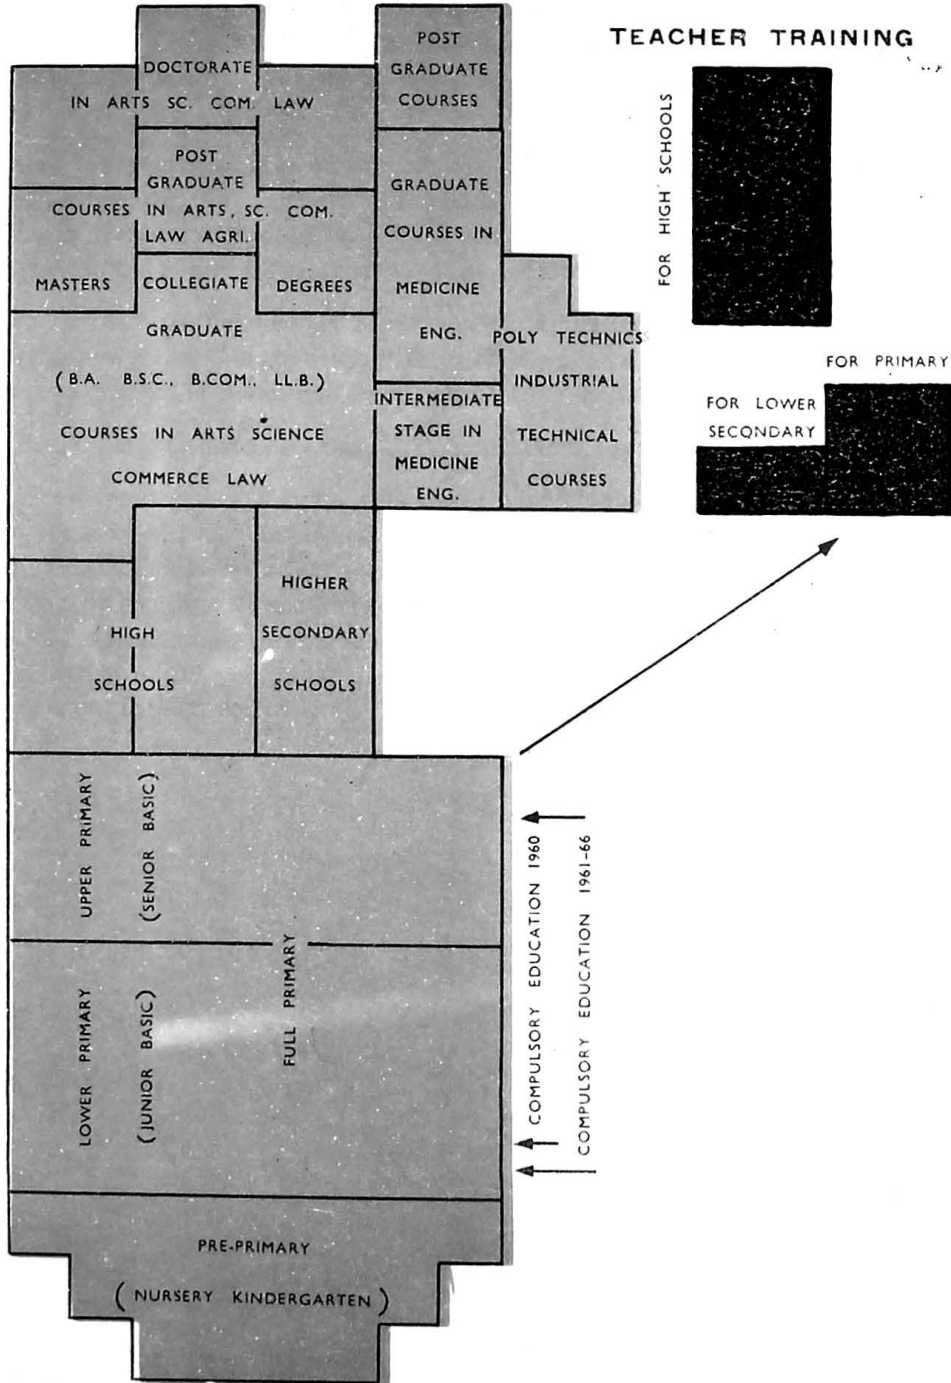 TEACHER TRAINING
POST
GRADUATE
COURSES
DOCTORATE
IN ARTS SC. COM. LAW
POST
GRADUATE
COURSES IN ARTS, SC. COM.
LAW AGRI.
MASTERS COLLEGIATE DEGREES
GRADUATE
(B.A. B.S.C., B.COM., LL.B.)
COURSES IN ARTS SCIENCE
COMMERCE LAW
GRADUATE
COURSES IN
MEDICINE
ENG.
INTERMEDIATE
STAGE IN
MEDICINE
ENG.
POLY TECHNICS
INDUSTRIAL
TECHNICAL
COURSES
FOR HIGH SCHOOLS
FOR PRIMARY
FOR LOWER
SECONDARY
HIGH
SCHOOLS
HIGHER
SECONDARY
SCHOOLS
UPPER PRIMARY
(SENIOR BASIC)
LOWER PRIMARY
(JUNIOR BASIC)
FULL PRIMARY
COMPULSORY EDUCATION 1960
COMPULSORY EDUCATION 1961-66
PRE-PRIMARY
(NURSERY KINDERGARTEN)